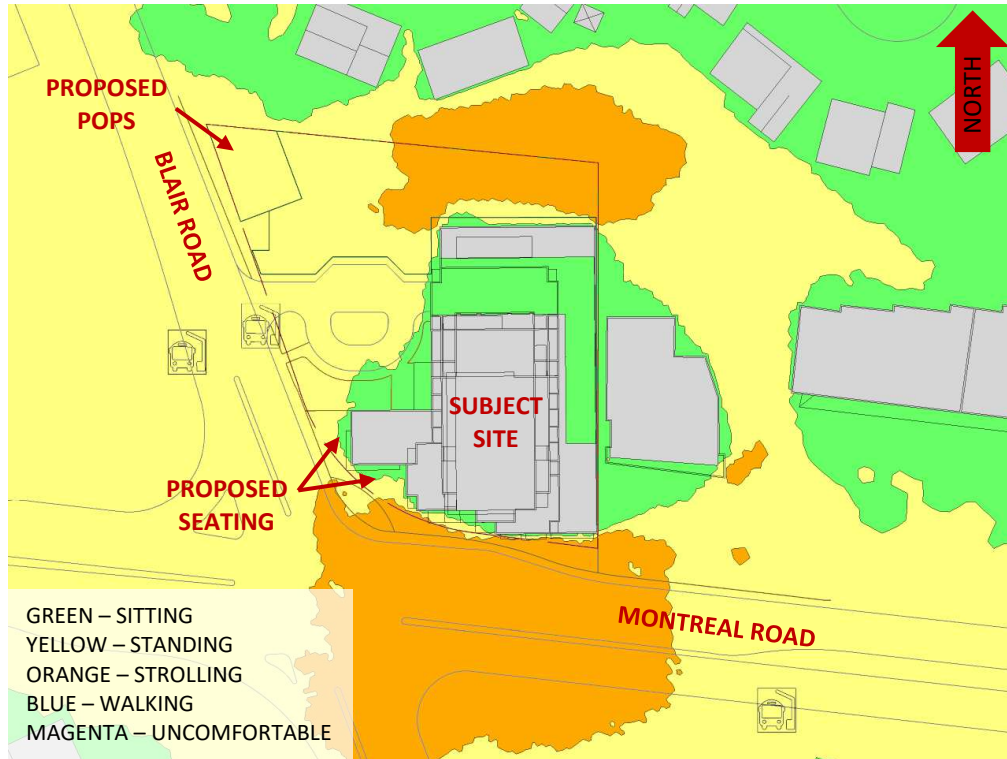 PROPOSED
POPS
NORTH
BLAIR ROAD
SUBJECT
SITE
PROPOSED
SEATING
MONTREAL ROAD
GREEN – SITTING
YELLOW – STANDING
ORANGE – STROLLING
BLUE – WALKING
MAGENTA – UNCOMFORTABLE